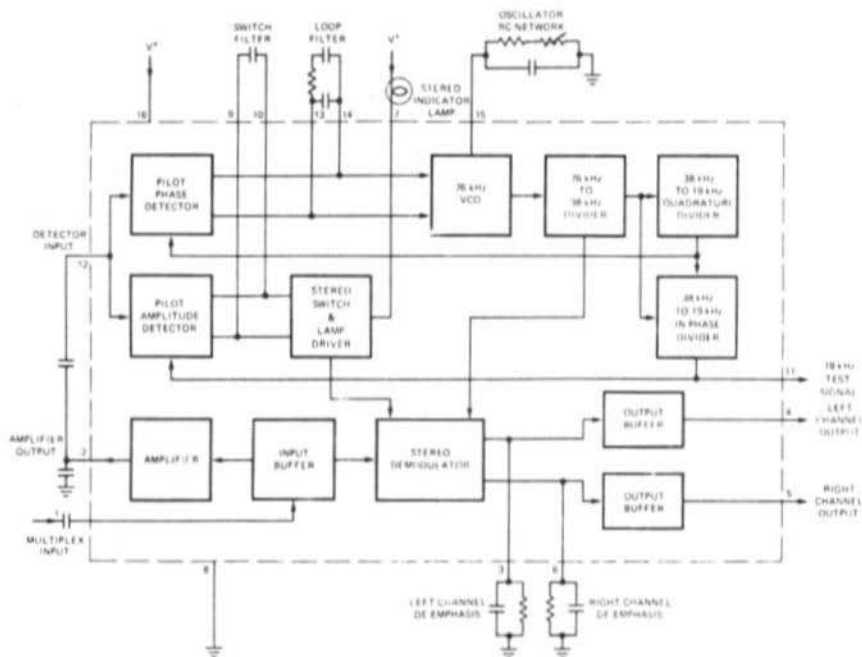 SWITCH
FILTER
LOOP
FILTER
OSCILLATOR
RC NETWORK
V+
V+
STEREO
INDICATOR
LAMP
16
9
10
13
14
7
15
PILOT
PHASE
DETECTOR
76 kHz
VCO
76 kHz
TO
38 kHz
DIVIDER
38 kHz
TO 19 kHz
QUADRATURE
DIVIDER
DETECTOR
INPUT
12
PILOT
AMPLITUDE
DETECTOR
STEREO
SWITCH
&
LAMP
DRIVER
38 kHz
TO 19 kHz
IN PHASE
DIVIDER
11
19 kHz
TEST
SIGNAL
AMPLIFIER
OUTPUT
2
AMPLIFIER
INPUT
BUFFER
STEREO
DEMODULATOR
OUTPUT
BUFFER
4
LEFT
CHANNEL
OUTPUT
OUTPUT
BUFFER
5
RIGHT
CHANNEL
OUTPUT
1
MULTIPLEX
INPUT
8
3
6
LEFT CHANNEL
DE EMPHASIS
RIGHT CHANNEL
DE EMPHASIS